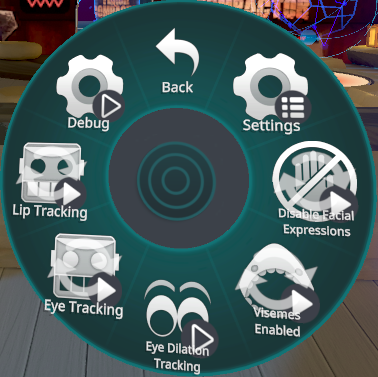 Back
Settings
Disable Facial
Expressions
Visemes
Enabled
Eye Dilation
Tracking
Eye Tracking
Lip Tracking
Debug